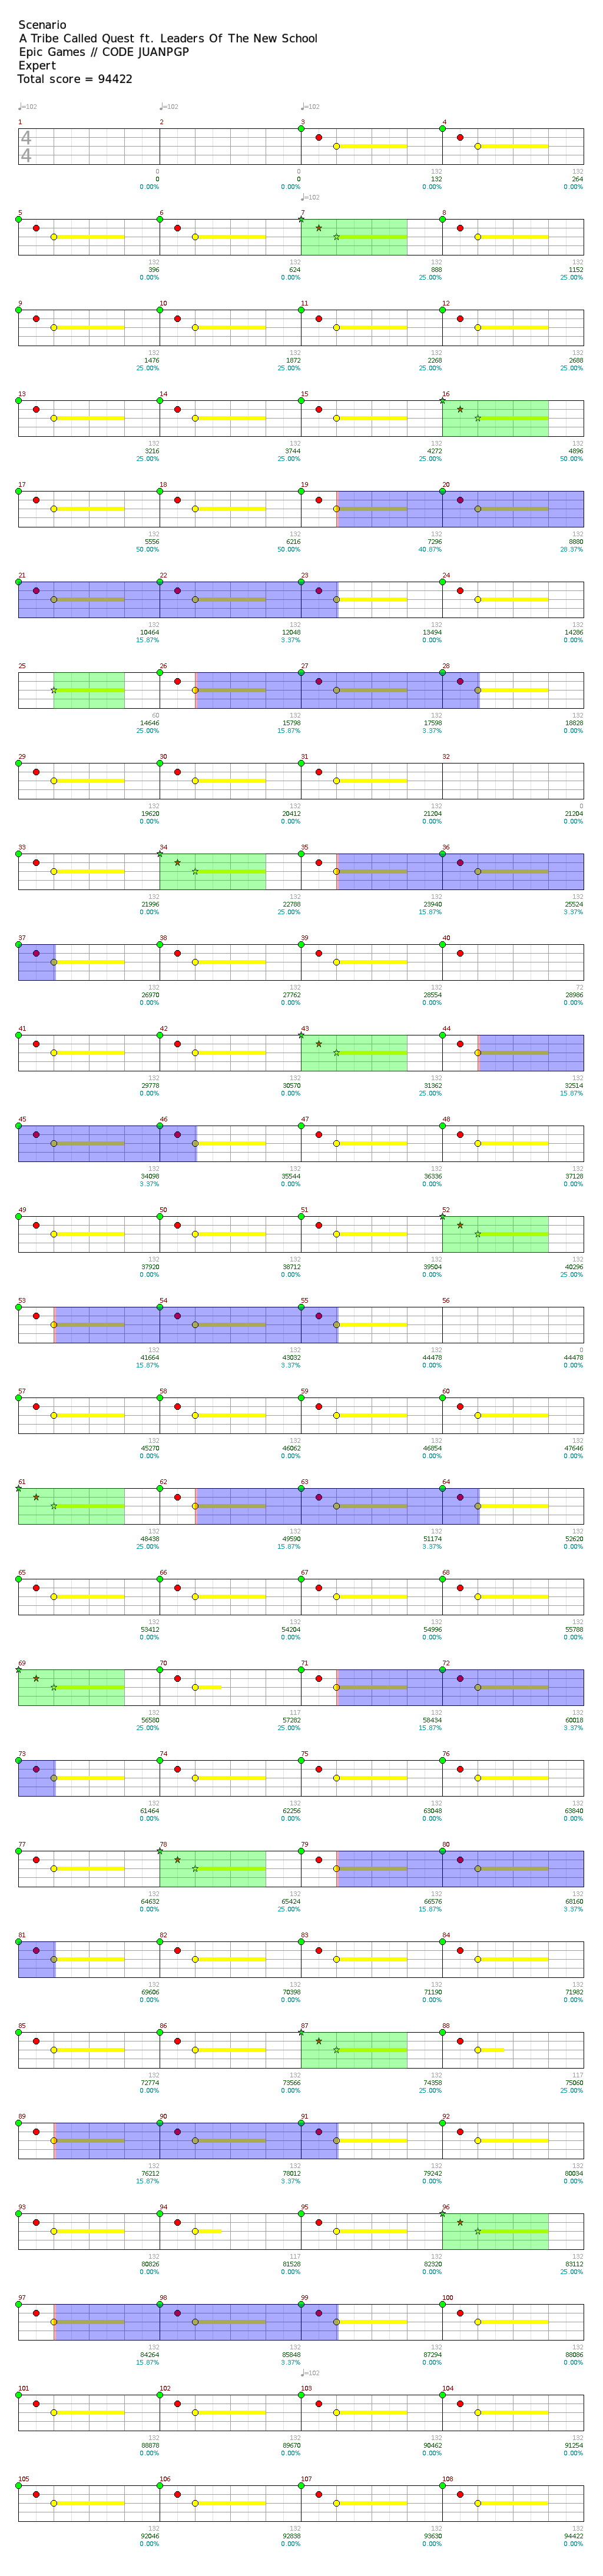 Scenario
A Tribe Called Quest ft. Leaders Of The New School
Epic Games // CODE JUANPGP
Expert
Total score = 94422
♩=102 ♩=102 ♩=102
1 2 3 4
4
4
0 0 132 132
0 0 132 264
0.00% 0.00% 0.00% 0.00%
♩=102
5 6 7 8
132 132 132 132
396 624 888 1152
0.00% 0.00% 25.00% 25.00%
9 10 11 12
132 132 132 132
1476 1872 2268 2688
25.00% 25.00% 25.00% 25.00%
13 14 15 16
132 132 132 132
3216 3744 4272 4896
25.00% 25.00% 25.00% 50.00%
17 18 19 20
132 132 132 132
5556 6216 7296 8880
50.00% 50.00% 40.87% 28.37%
21 22 23 24
132 132 132 132
10464 12048 13494 14286
15.87% 3.37% 0.00% 0.00%
25 26 27 28
60 132 132 132
14646 15798 17598 18828
25.00% 15.87% 3.37% 0.00%
29 30 31 32
132 132 132 0
19620 20412 21204 21204
0.00% 0.00% 0.00% 0.00%
33 34 35 36
132 132 132 132
21996 22788 23940 25524
0.00% 25.00% 15.87% 3.37%
37 38 39 40
132 132 132 72
26970 27762 28554 28986
0.00% 0.00% 0.00% 0.00%
41 42 43 44
132 132 132 132
29778 30570 31362 32514
0.00% 0.00% 25.00% 15.87%
45 46 47 48
132 132 132 132
34098 35544 36336 37128
3.37% 0.00% 0.00% 0.00%
49 50 51 52
132 132 132 132
37920 38712 39504 40296
0.00% 0.00% 0.00% 25.00%
53 54 55 56
132 132 132 0
41664 43032 44478 44478
15.87% 3.37% 0.00% 0.00%
57 58 59 60
132 132 132 132
45270 46062 46854 47646
0.00% 0.00% 0.00% 0.00%
61 62 63 64
132 132 132 132
48438 49590 51174 52620
25.00% 15.87% 3.37% 0.00%
65 66 67 68
132 132 132 132
53412 54204 54996 55788
0.00% 0.00% 0.00% 0.00%
69 70 71 72
132 117 132 132
56580 57282 58434 60018
25.00% 25.00% 15.87% 3.37%
73 74 75 76
132 132 132 132
61464 62256 63048 63840
0.00% 0.00% 0.00% 0.00%
77 78 79 80
132 132 132 132
64632 65424 66576 68160
0.00% 25.00% 15.87% 3.37%
81 82 83 84
132 132 132 132
69606 70398 71190 71982
0.00% 0.00% 0.00% 0.00%
85 86 87 88
132 132 132 117
72774 73566 74358 75060
0.00% 0.00% 25.00% 25.00%
89 90 91 92
132 132 132 132
76212 78012 79242 80034
15.87% 3.37% 0.00% 0.00%
93 94 95 96
132 117 132 132
80826 81528 82320 83112
0.00% 0.00% 0.00% 25.00%
97 98 99 100
132 132 132 132
84264 85848 87294 88086
15.87% 3.37% 0.00% 0.00%
♩=102
101 102 103 104
132 132 132 132
88878 89670 90462 91254
0.00% 0.00% 0.00% 0.00%
105 106 107 108
132 132 132 132
92046 92838 93630 94422
0.00% 0.00% 0.00% 0.00%